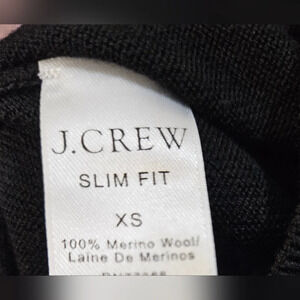 J.CREW
SLIM FIT
XS
100% Merino Wool/
Laine De Merinos